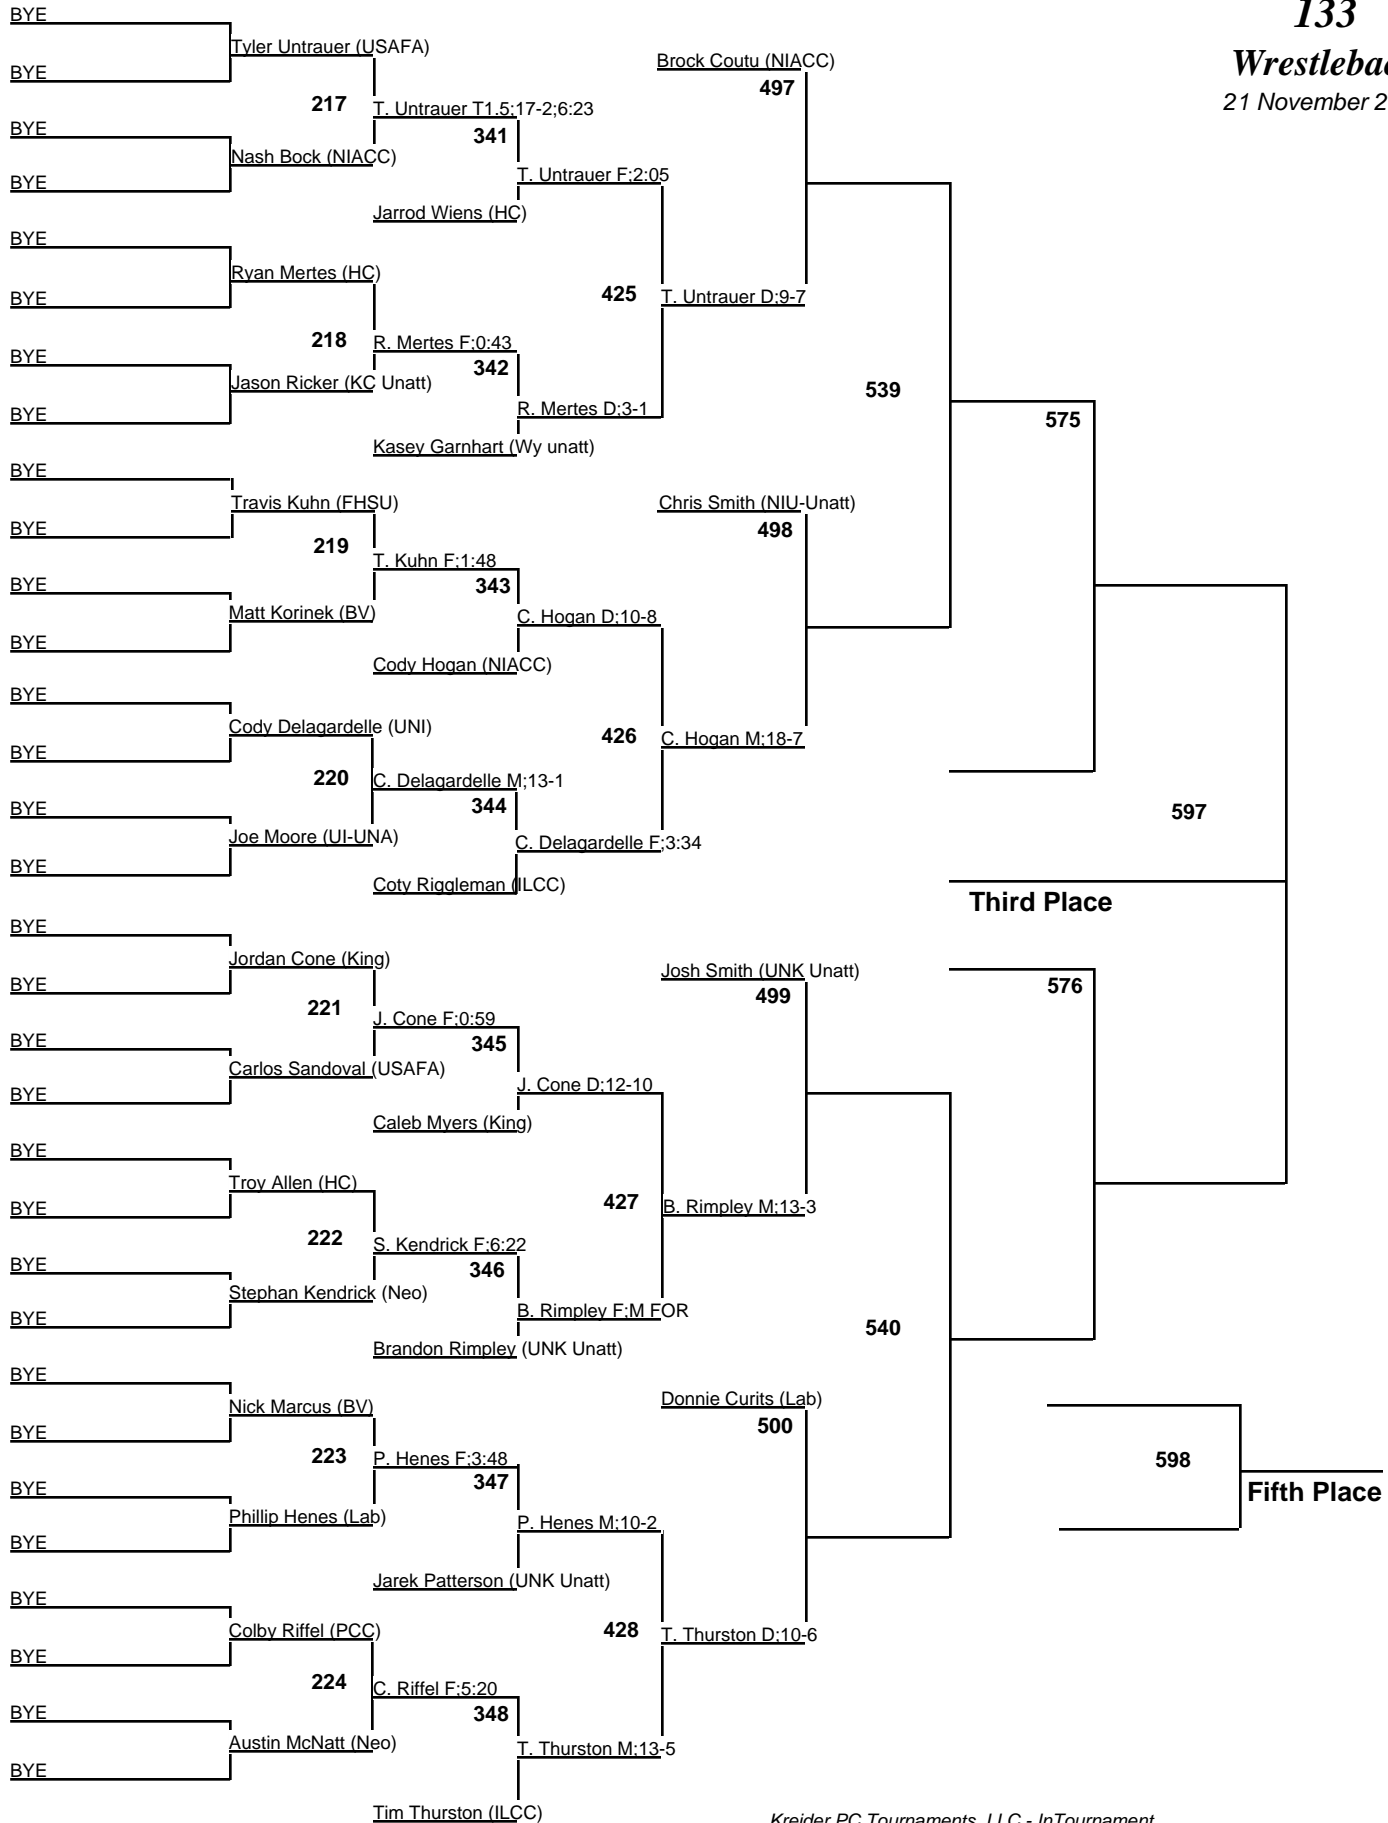 133
Wrestleba
21 November 2
BYE
Tyler Untrauer (USAFA)
BYE
217
T. Untrauer T1.5;17-2;6:23
BYE
Nash Bock (NIACC)
BYE
341
T. Untrauer F;2:05
Jarrod Wiens (HC)
BYE
Ryan Mertes (HC)
BYE
218
R. Mertes F;0:43
BYE
Jason Ricker (KC Unatt)
BYE
342
R. Mertes D;3-1
Kasey Garnhart (Wy unatt)
425
T. Untrauer D;9-7
Brock Coutu (NIACC)
497
BYE
Travis Kuhn (FHSU)
BYE
219
T. Kuhn F;1:48
BYE
Matt Korinek (BV)
BYE
343
C. Hogan D;10-8
Cody Hogan (NIACC)
BYE
Cody Delagardelle (UNI)
BYE
220
C. Delagardelle M;13-1
BYE
Joe Moore (UI-UNA)
BYE
344
C. Delagardelle F;3:34
Coty Riggleman (ILCC)
426
C. Hogan M;18-7
Chris Smith (NIU-Unatt)
498
539
575
597
Third Place
BYE
Jordan Cone (King)
BYE
221
J. Cone F;0:59
BYE
Carlos Sandoval (USAFA)
BYE
345
J. Cone D;12-10
Caleb Myers (King)
BYE
Troy Allen (HC)
BYE
222
S. Kendrick F;6:22
BYE
Stephan Kendrick (Neo)
BYE
346
B. Rimpley F;M FOR
Brandon Rimpley (UNK Unatt)
427
B. Rimpley M;13-3
Josh Smith (UNK Unatt)
499
BYE
Nick Marcus (BV)
BYE
223
P. Henes F;3:48
BYE
Phillip Henes (Lab)
BYE
347
P. Henes M;10-2
Jarek Patterson (UNK Unatt)
BYE
Colby Riffel (PCC)
BYE
224
C. Riffel F;5:20
BYE
Austin McNatt (Neo)
BYE
348
T. Thurston M;13-5
Tim Thurston (ILCC)
428
T. Thurston D;10-6
Donnie Curits (Lab)
500
540
576
598
Fifth Place
Kreider PC Tournaments, LLC - InTournament